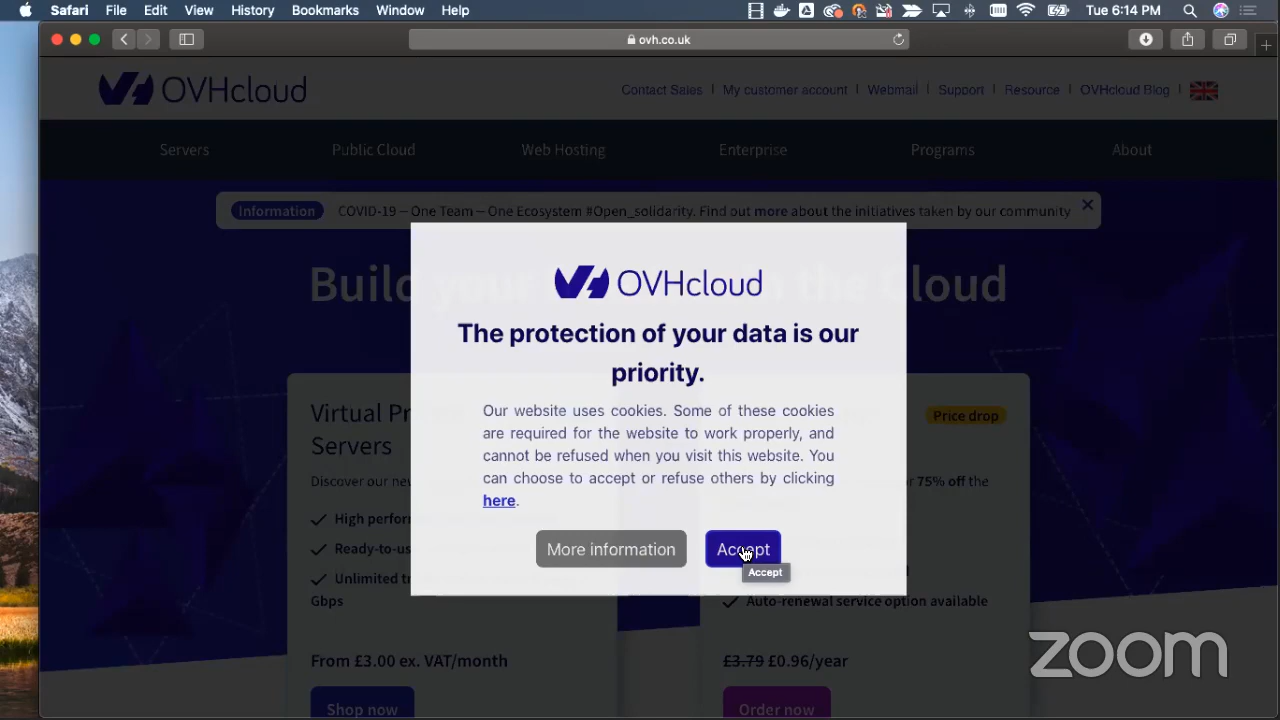 Safari File Edit View History Bookmarks Window Help Tue 6:14 PM
ovh.co.uk
OVHcloud Contact Sales | My customer account | Webmail | Support | Resource | OVHcloud Blog |
Servers Public Cloud Web Hosting Enterprise Programs About
Information COVID-19 – One Team – One Ecosystem #Open_solidarity. Find out more about the initiatives taken by our community
Build your the Cloud
OVHcloud
The protection of your data is our
priority.
Our website uses cookies. Some of these cookies
are required for the website to work properly, and
cannot be refused when you visit this website. You
can choose to accept or refuse others by clicking
here.
More information Accept
Accept
Virtual
Servers
Discover our
High
Unlimited
Gbps
From £3.00 ex. VAT/month
Shop now
Price drop
75% off the
Auto-renewal service option available
£3.79 £0.96/year
Order now
zoom